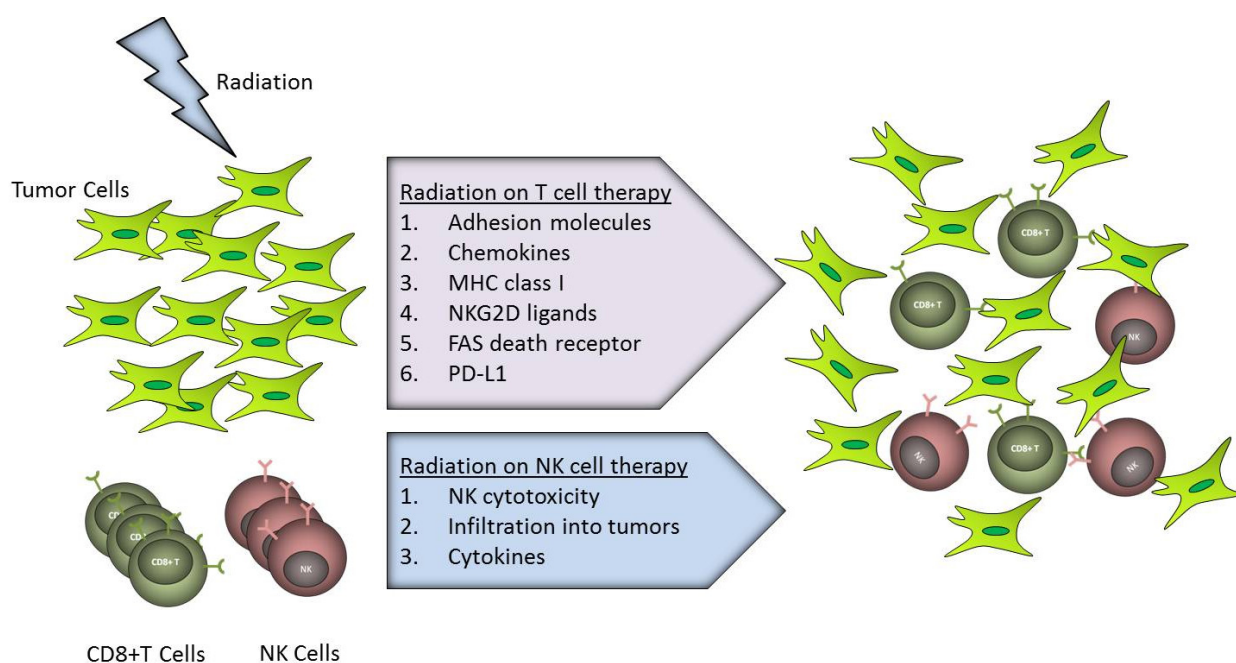 Radiation
Tumor Cells
Radiation on T cell therapy
1. Adhesion molecules
2. Chemokines
3. MHC class I
4. NKG2D ligands
5. FAS death receptor
6. PD-L1
Radiation on NK cell therapy
1. NK cytotoxicity
2. Infiltration into tumors
3. Cytokines
CD8+ T
NK
CD8+T Cells
NK Cells
CD8+ T
CD8+ T
NK
NK
CD8+ T
NK